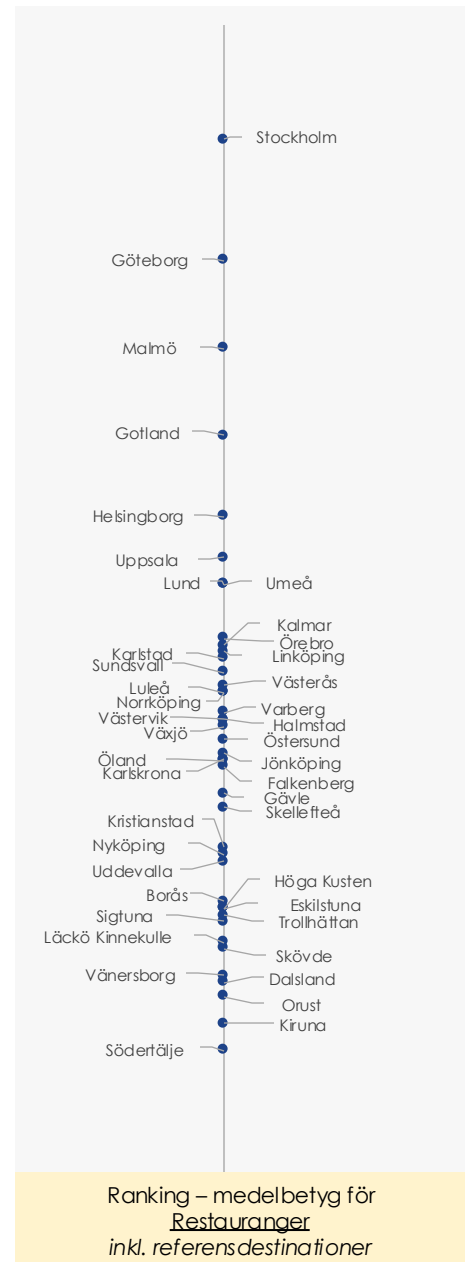 Stockholm
Göteborg
Malmö
Gotland
Helsingborg
Uppsala
Lund
Umeå
Kalmar
Örebro
Karlstad
Linköping
Sundsvall
Västerås
Luleå
Norrköping
Varberg
Västervik
Halmstad
Växjö
Östersund
Öland
Jönköping
Karlskrona
Falkenberg
Gävle
Skellefteå
Kristianstad
Nyköping
Uddevalla
Höga Kusten
Borås
Eskilstuna
Sigtuna
Trollhättan
Läckö Kinnekulle
Skövde
Vänersborg
Dalsland
Orust
Kiruna
Södertälje
Ranking – medelbetyg för
Restauranger
inkl. referensdestinationer